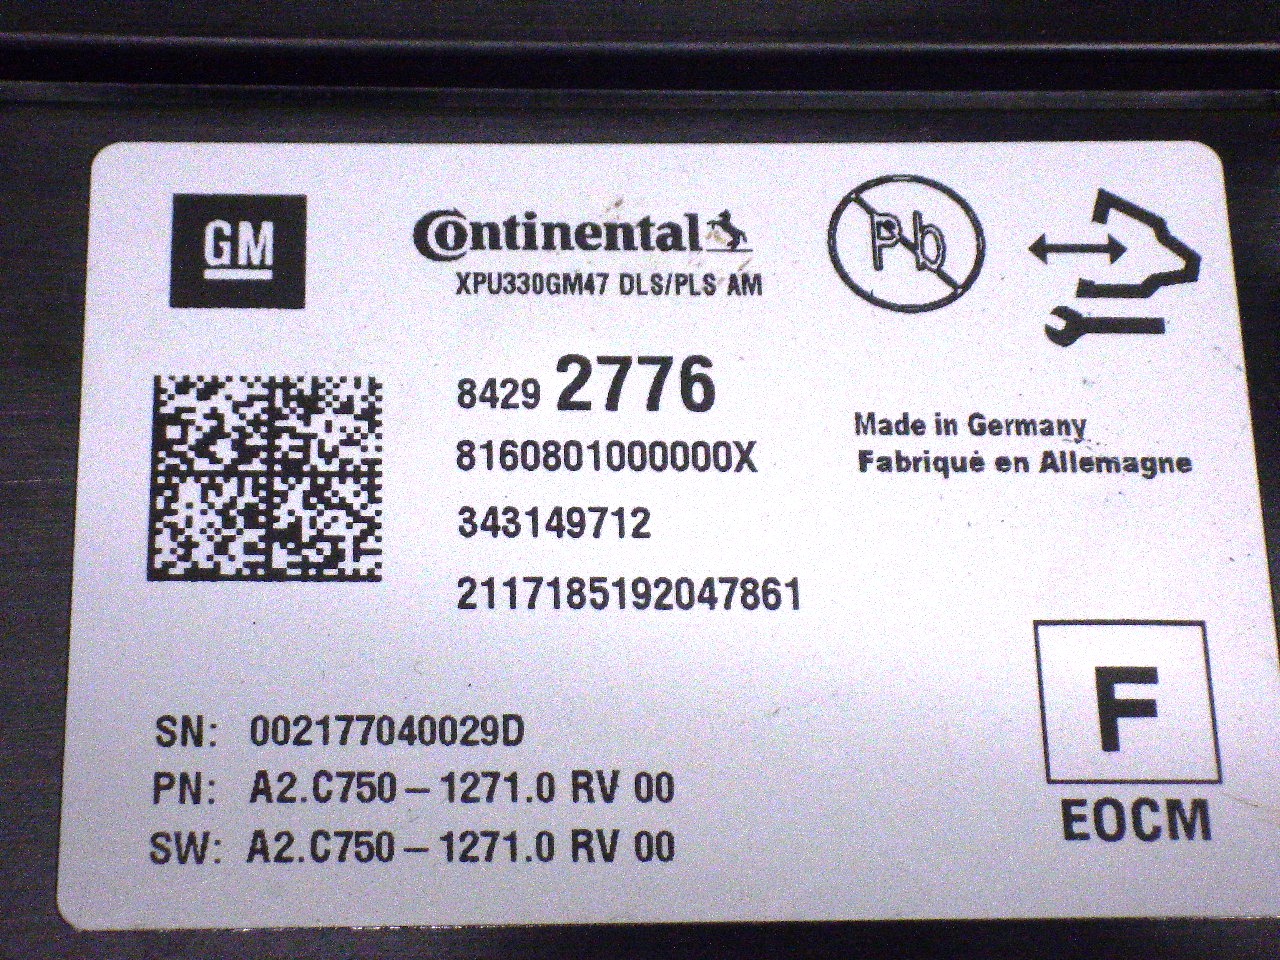 GM
Continental
XPU330GM47 DLS/PLS AM
Pb
8429 2776
8160801000000X
Made in Germany
Fabriqué en Allemagne
343149712
2117185192047861
F
EOCM
SN: 002177040029D
PN: A2.C750-1271.0 RV 00
SW: A2.C750-1271.0 RV 00